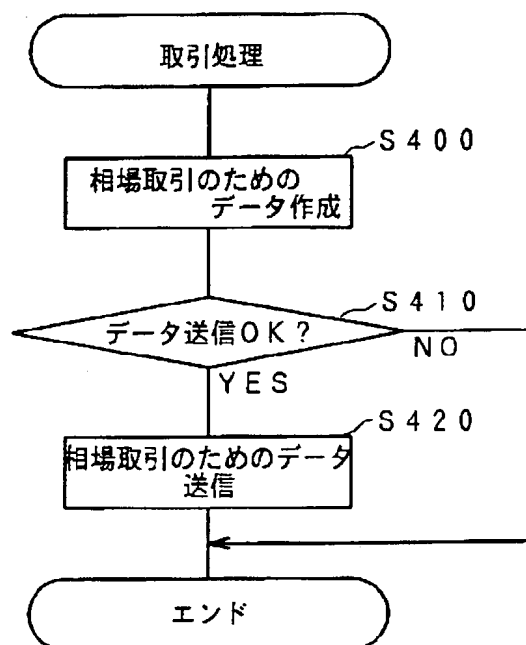 取引処理
S400
相場取引のための
データ作成
S410
データ送信OK?
NO
YES
S420
相場取引のためのデータ
送信
エンド